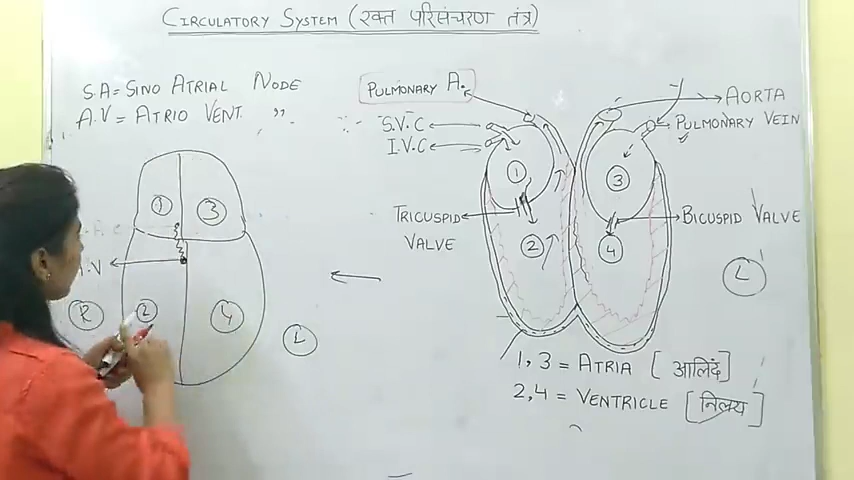 CIRCULATORY SYSTEM (रक्त परिसंचरण तंत्र)
S.A = SINO ATRIAL NODE
A.V = ATRIO VENT. "
1
3
2
4
R
L
PULMONARY A.
S.V.C
I.V.C
AORTA
PULMONARY VEIN
1
3
TRICUSPID
VALVE
BICUSPID VALVE
2
4
L
1, 3 = ATRIA [आलिंद]
2, 4 = VENTRICLE [निलय]